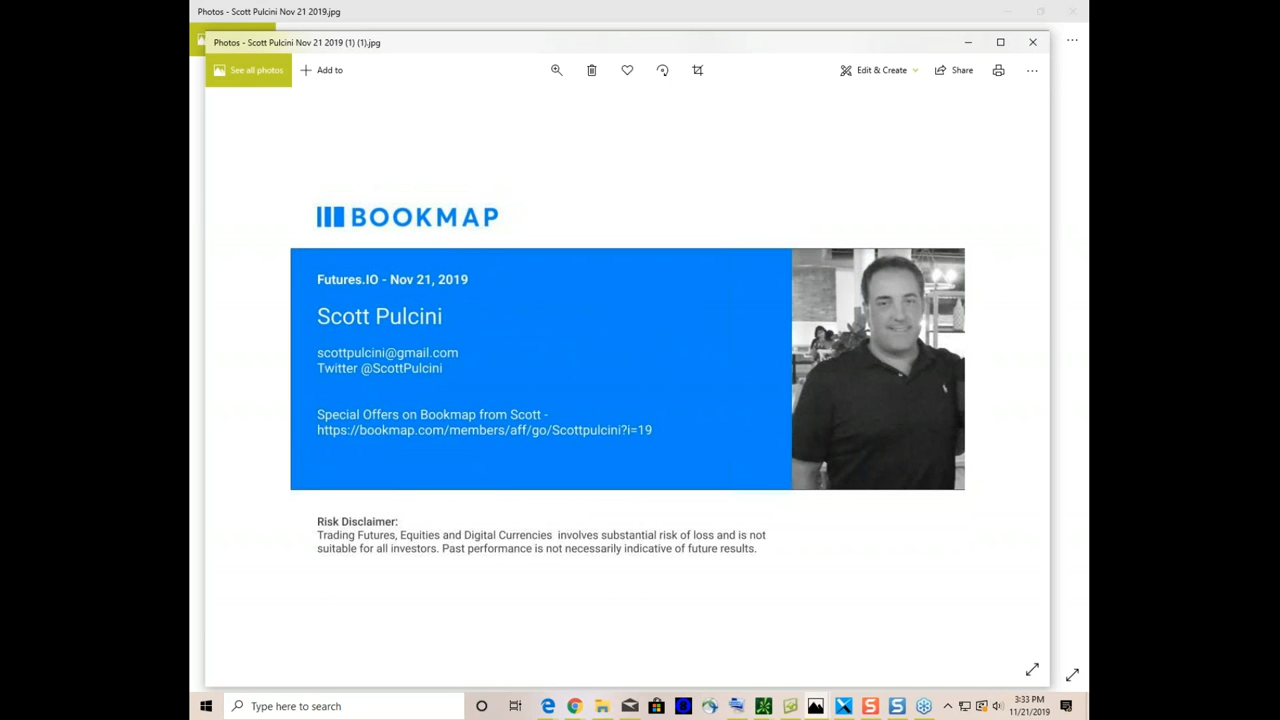 Photos - Scott Pulcini Nov 21 2019.jpg
Photos - Scott Pulcini Nov 21 2019 (1) (1).jpg
See all photos
Add to
Edit & Create
Share
BOOKMAP
Futures.IO - Nov 21, 2019
Scott Pulcini
scottpulcini@gmail.com
Twitter @ScottPulcini
Special Offers on Bookmap from Scott -
https://bookmap.com/members/aff/go/Scottpulcini?i=19
Risk Disclaimer:
Trading Futures, Equities and Digital Currencies involves substantial risk of loss and is not
suitable for all investors. Past performance is not necessarily indicative of future results.
Type here to search
3:33 PM
11/21/2019